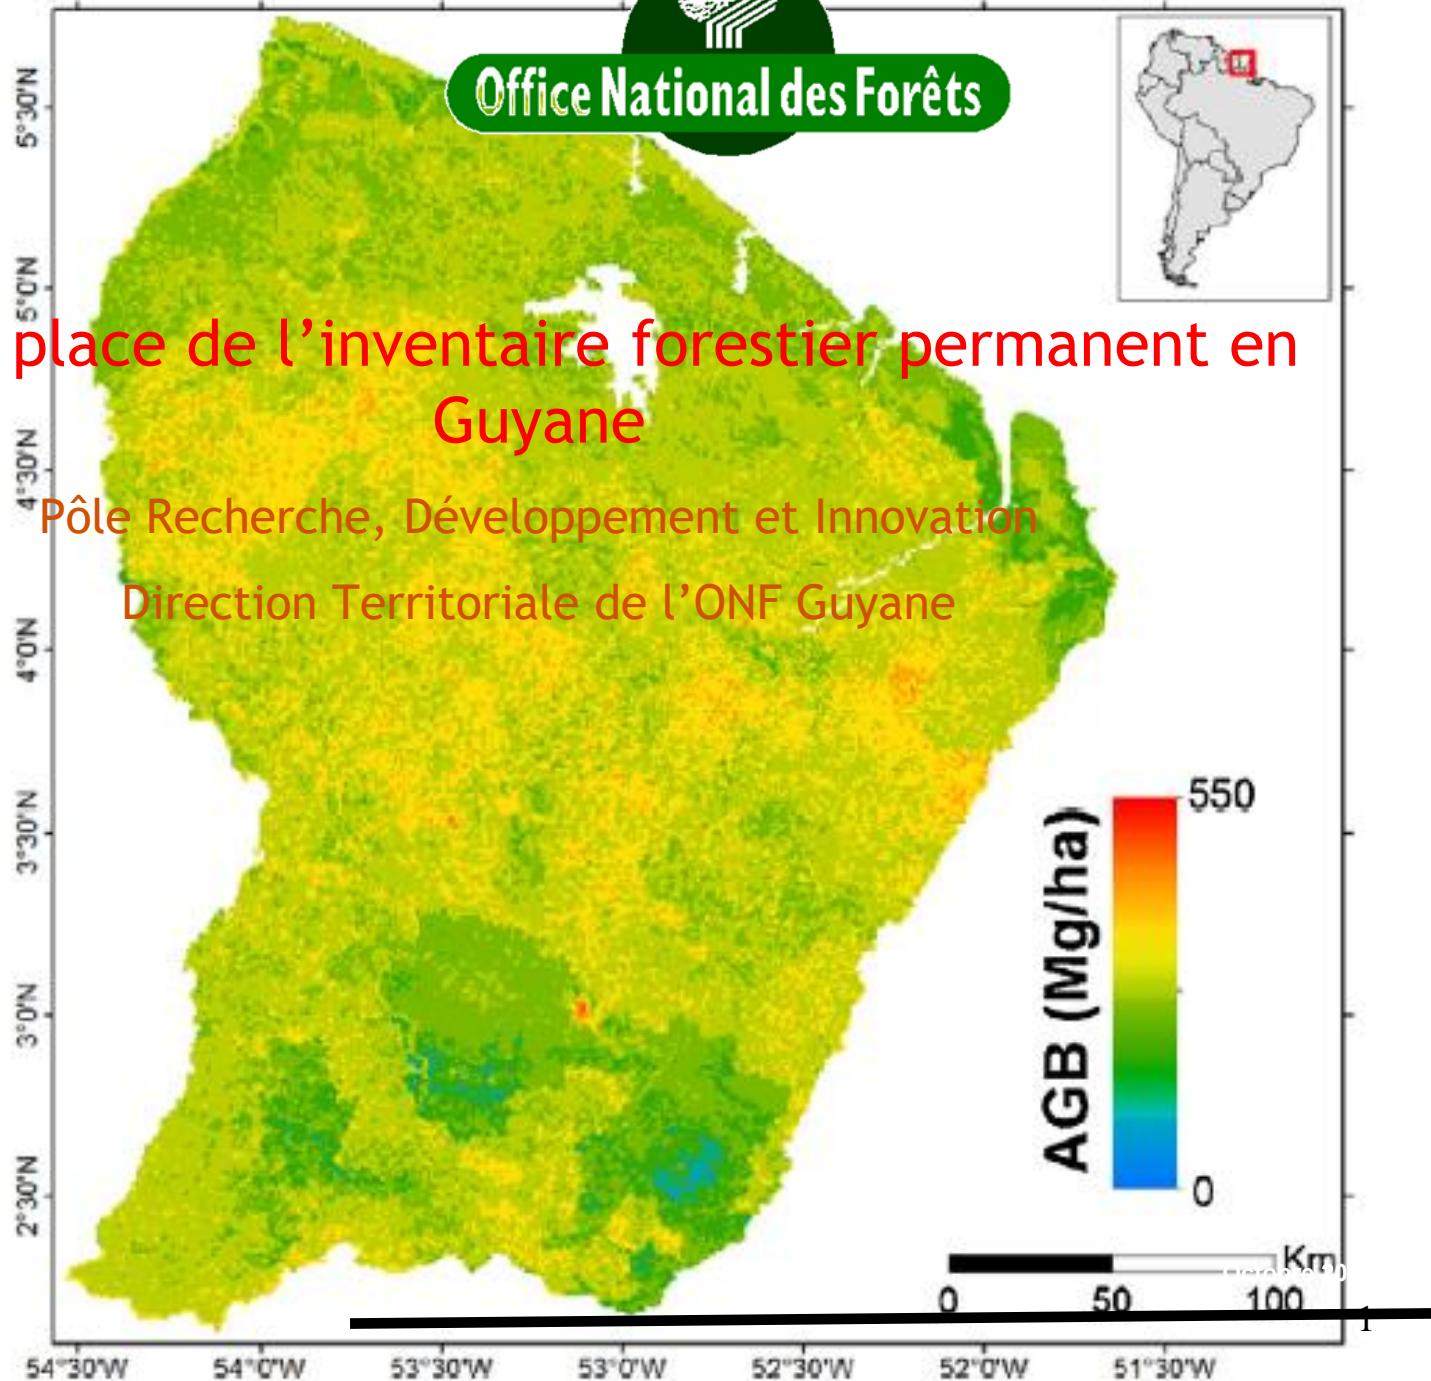 Office National des Forêts
5°30'N
5°0'N
place de l’inventaire forestier permanent en
Guyane
4°30'N
Pôle Recherche, Développement et Innovation
Direction Territoriale de l’ONF Guyane
4°0'N
550
AGB (Mg/ha)
3°30'N
3°0'N
0
2°30'N
Km
0 50 100
1
54°30'W 54°0'W 53°30'W 53°0'W 52°30'W 52°0'W 51°30'W